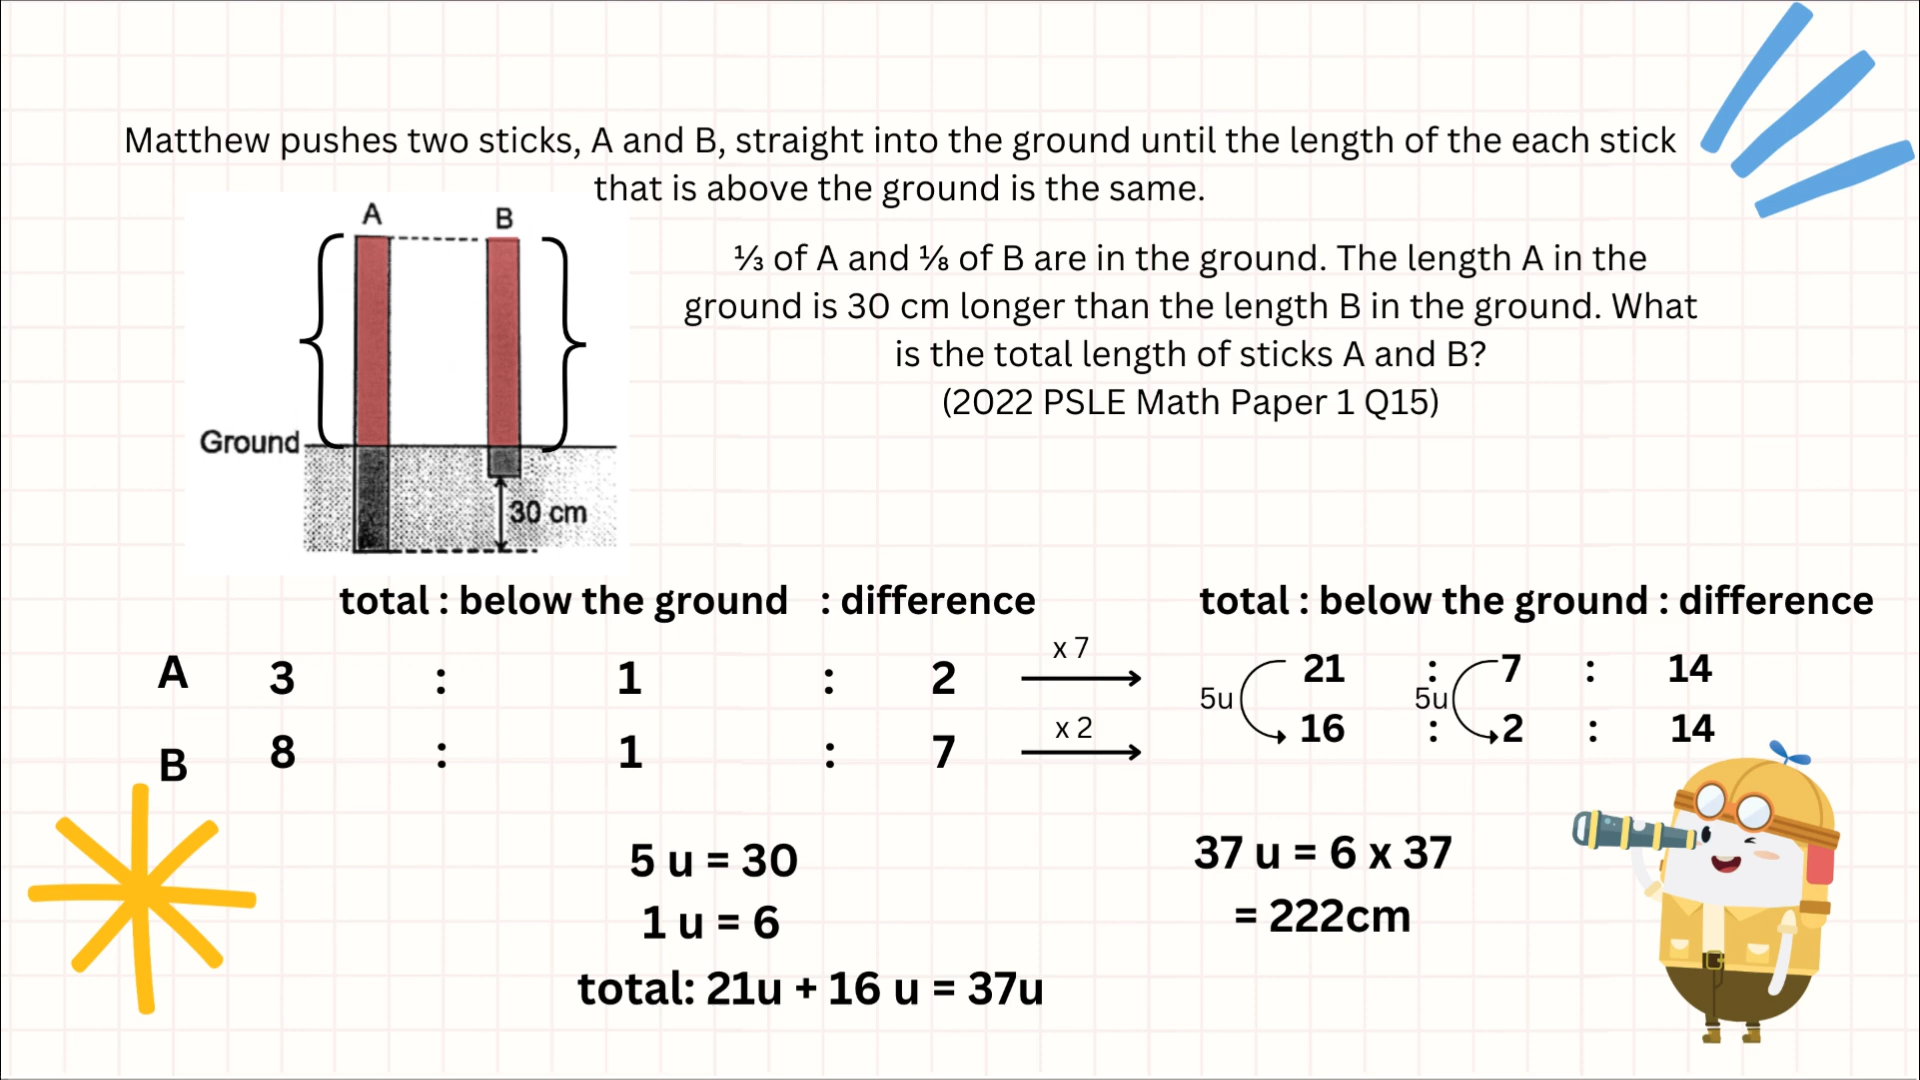 Matthew pushes two sticks, A and B, straight into the ground until the length of the each stick
that is above the ground is the same.
A
B
Ground
30 cm
⅓ of A and ⅛ of B are in the ground. The length A in the
ground is 30 cm longer than the length B in the ground. What
is the total length of sticks A and B?
(2022 PSLE Math Paper 1 Q15)
total : below the ground : difference
A 3 : 1 : 2
B 8 : 1 : 7
x 7
x 2
total : below the ground : difference
21 : 7 : 14
5u 5u
16 : 2 : 14
5 u = 30
1 u = 6
total: 21u + 16 u = 37u
37 u = 6 x 37
= 222cm